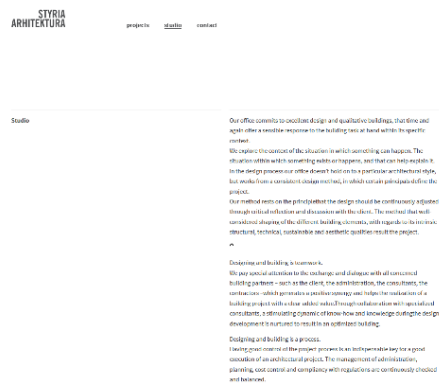 STYRIA
ARHITEKTURA
projects studio contact
Studio
Our office commits to excellent design and qualitative buildings, that time and
again offer a sensible response to the building task at hand within its specific
context.
We explore the context of the situation in which something can happen. The
situation within which something exists or happens, and that can help explain it.
In the design process our office doesn't hold on to a particular architectural style,
but works from a consistent design method, in which certain principals define the
project.
Our method rests on the principle that the design should be continuously adjusted
through critical reflection and discussion with the client. The method that well-
considered shaping of the different building elements, with regards to its intrinsic
structural, technical, sustainable and aesthetic qualities result the project.
Designing and building is teamwork.
We pay special attention to the exchange and dialogue with all concerned
building partners – such as the client, the administration, the consultants, the
contractors –which generates a positive synergy and helps the realization of a
building project with a clear added value.Through collaboration with specialized
consultants, a stimulating dynamic of know-how and knowledge during the design
development is nurtured to result in an optimized building.
Designing and building is a process.
Having good control of the project process is an indispensable key for a good
execution of an architectural project. The management of administration,
planning, cost control and compliancy with regulations are continuously checked
and balanced.